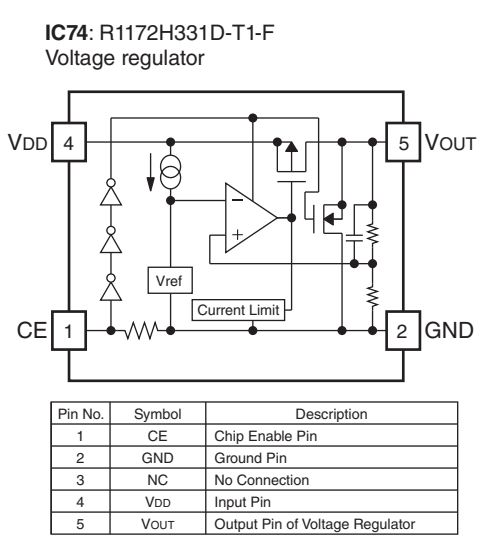 IC74: R1172H331D-T1-F
Voltage regulator
VDD 4
5 VOUT
−
+
Vref
Current Limit
CE 1
2 GND
Pin No. Symbol Description
1 CE Chip Enable Pin
2 GND Ground Pin
3 NC No Connection
4 VDD Input Pin
5 VOUT Output Pin of Voltage Regulator